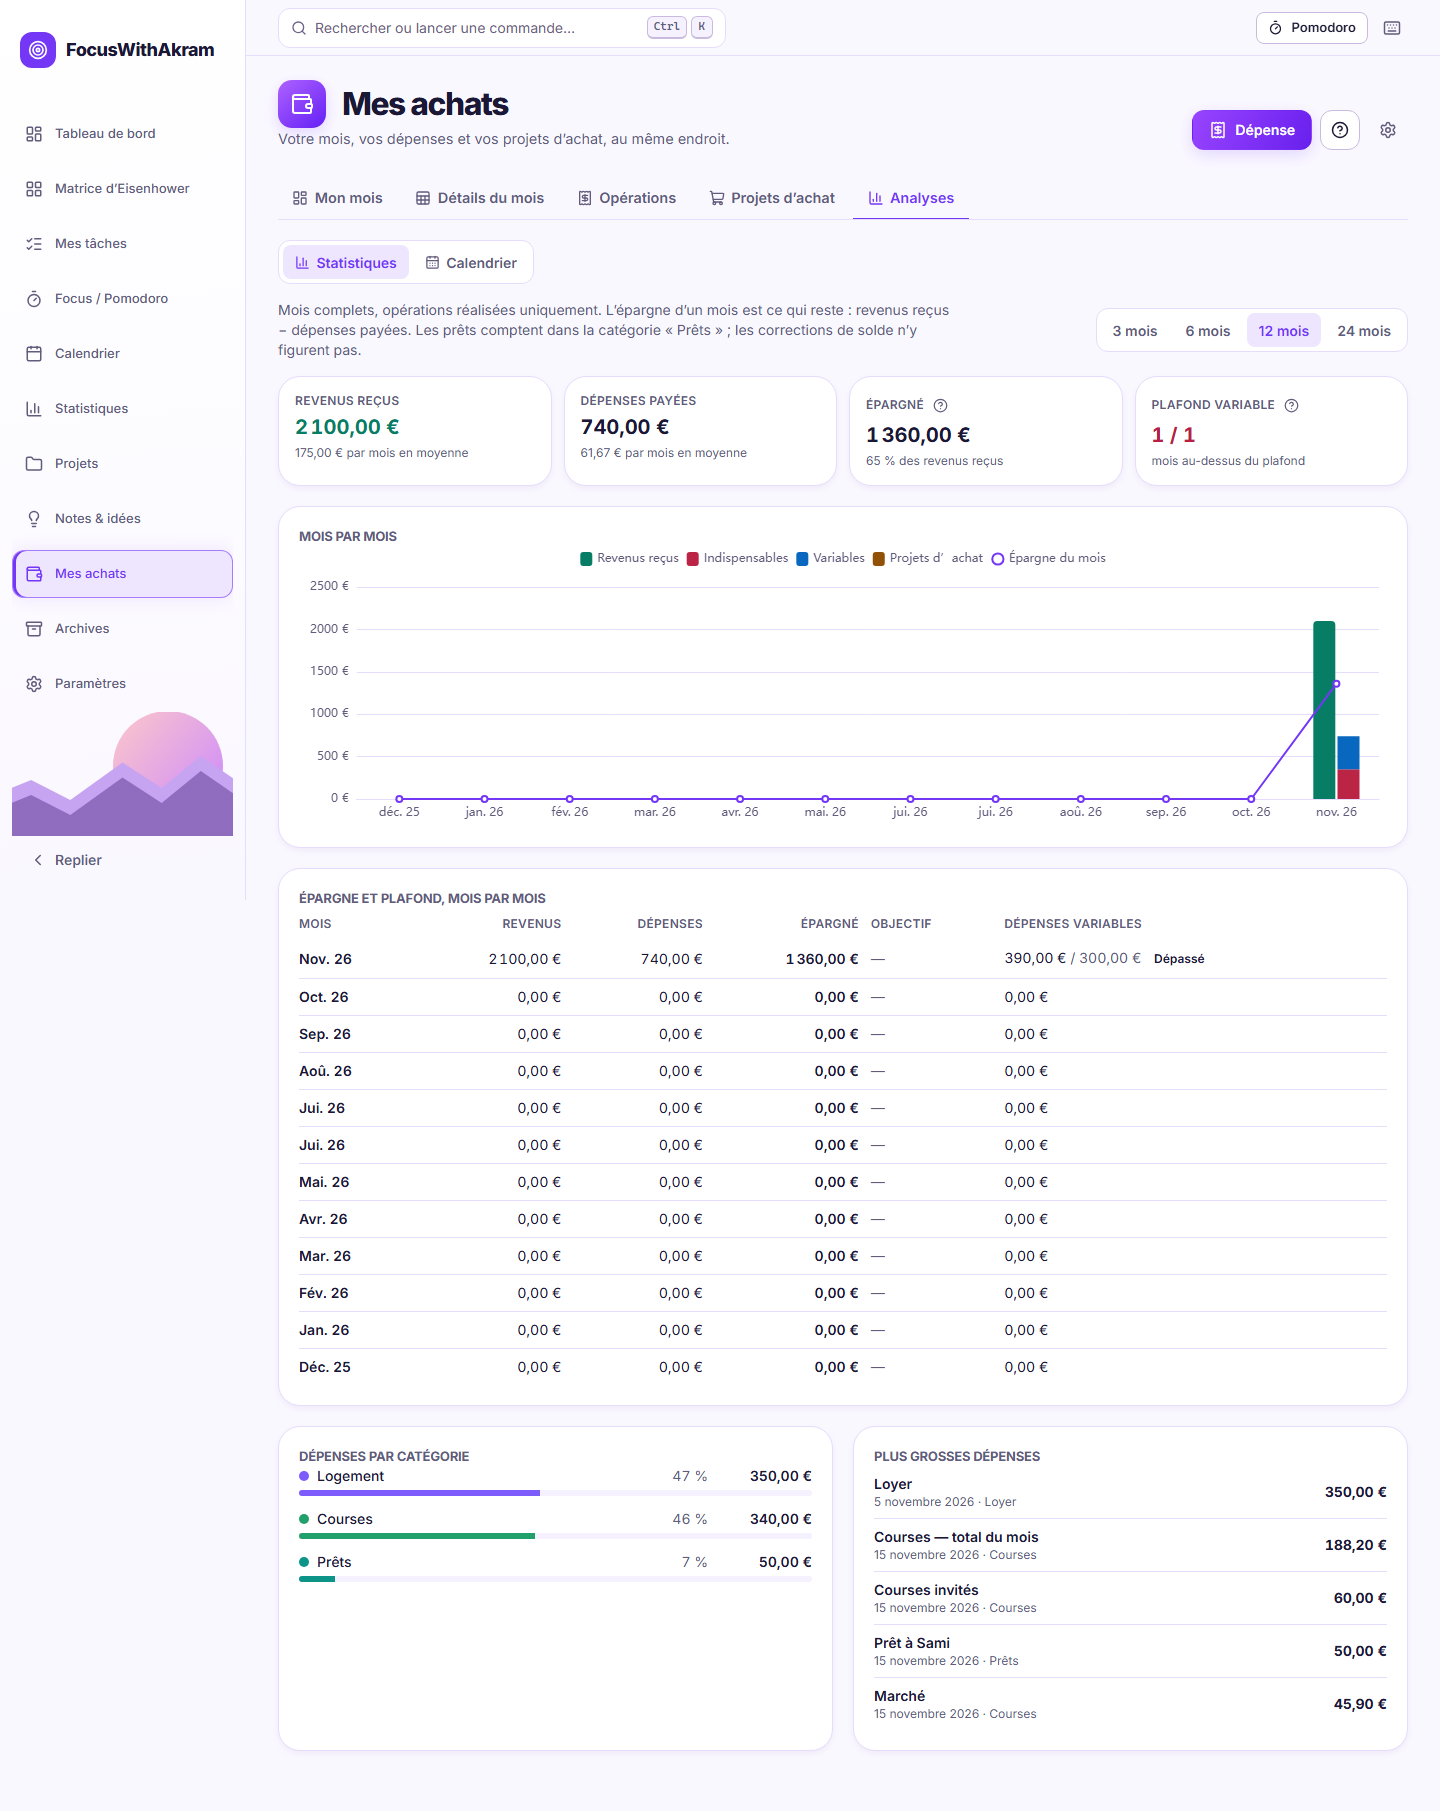 FocusWithAkram
Rechercher ou lancer une commande...
Ctrl K
Pomodoro
Tableau de bord
Matrice d’Eisenhower
Mes tâches
Focus / Pomodoro
Calendrier
Statistiques
Projets
Notes & idées
Mes achats
Archives
Paramètres
Replier
Mes achats
Votre mois, vos dépenses et vos projets d’achat, au même endroit.
Dépense
Mon mois
Détails du mois
Opérations
Projets d’achat
Analyses
Statistiques
Calendrier
Mois complets, opérations réalisées uniquement. L’épargne d’un mois est ce qui reste : revenus reçus
− dépenses payées. Les prêts comptent dans la catégorie « Prêts » ; les corrections de solde n’y
figurent pas.
3 mois 6 mois 12 mois 24 mois
REVENUS REÇUS
2 100,00 €
175,00 € par mois en moyenne
DÉPENSES PAYÉES
740,00 €
61,67 € par mois en moyenne
ÉPARGNÉ
1 360,00 €
65 % des revenus reçus
PLAFOND VARIABLE
1 / 1
mois au-dessus du plafond
MOIS PAR MOIS
Revenus reçus Indispensables Variables Projets d’ achat Épargne du mois
2500 €
2000 €
1500 €
1000 €
500 €
0 €
déc. 25 jan. 26 fév. 26 mar. 26 avr. 26 mai. 26 jui. 26 jui. 26 aoû. 26 sep. 26 oct. 26 nov. 26
ÉPARGNE ET PLAFOND, MOIS PAR MOIS
MOIS REVENUS DÉPENSES ÉPARGNÉ OBJECTIF DÉPENSES VARIABLES
Nov. 26 2 100,00 € 740,00 € 1 360,00 € — 390,00 € / 300,00 € Dépassé
Oct. 26 0,00 € 0,00 € 0,00 € — 0,00 €
Sep. 26 0,00 € 0,00 € 0,00 € — 0,00 €
Aoû. 26 0,00 € 0,00 € 0,00 € — 0,00 €
Jui. 26 0,00 € 0,00 € 0,00 € — 0,00 €
Jui. 26 0,00 € 0,00 € 0,00 € — 0,00 €
Mai. 26 0,00 € 0,00 € 0,00 € — 0,00 €
Avr. 26 0,00 € 0,00 € 0,00 € — 0,00 €
Mar. 26 0,00 € 0,00 € 0,00 € — 0,00 €
Fév. 26 0,00 € 0,00 € 0,00 € — 0,00 €
Jan. 26 0,00 € 0,00 € 0,00 € — 0,00 €
Déc. 25 0,00 € 0,00 € 0,00 € — 0,00 €
DÉPENSES PAR CATÉGORIE
Logement 47 % 350,00 €
Courses 46 % 340,00 €
Prêts 7 % 50,00 €
PLUS GROSSES DÉPENSES
Loyer
5 novembre 2026 · Loyer
350,00 €
Courses — total du mois
15 novembre 2026 · Courses
188,20 €
Courses invités
15 novembre 2026 · Courses
60,00 €
Prêt à Sami
15 novembre 2026 · Prêts
50,00 €
Marché
15 novembre 2026 · Courses
45,90 €